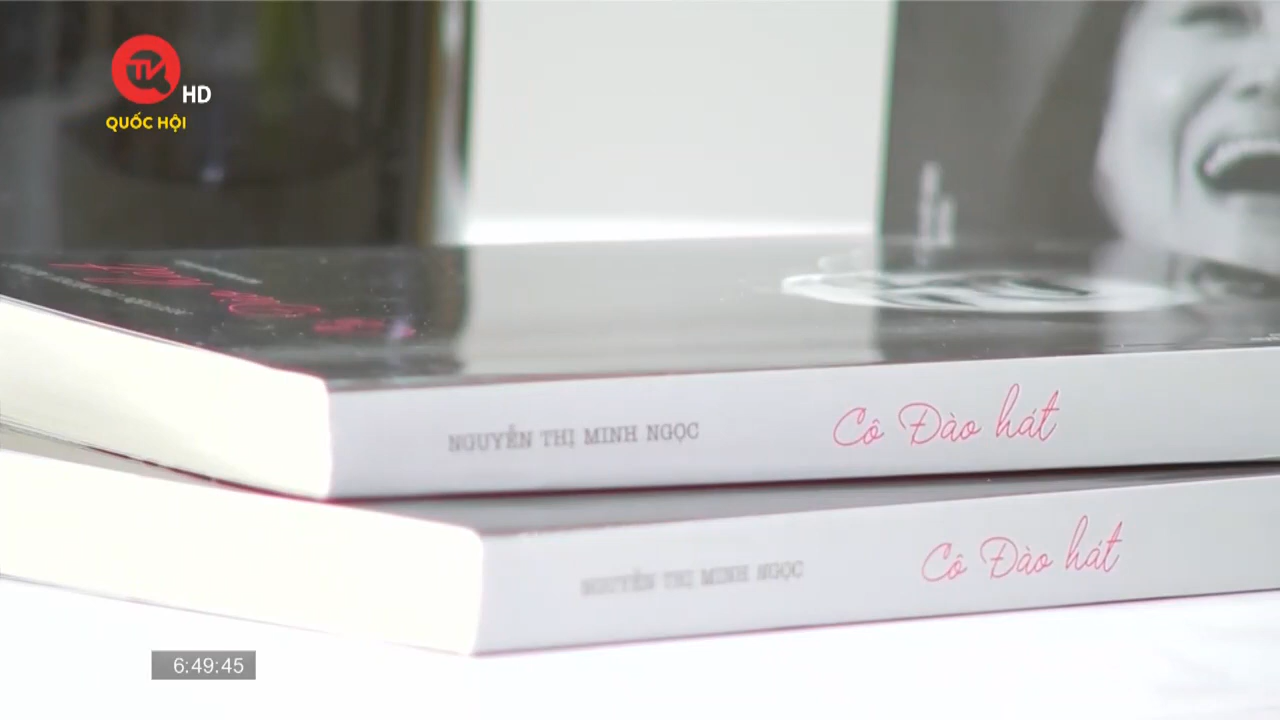 TV
HD
QUỐC HỘI
NGUYỄN THỊ MINH NGỌC
Cô Đào hát
NGUYỄN THỊ MINH NGỌC
Cô Đào hát
6:49:45